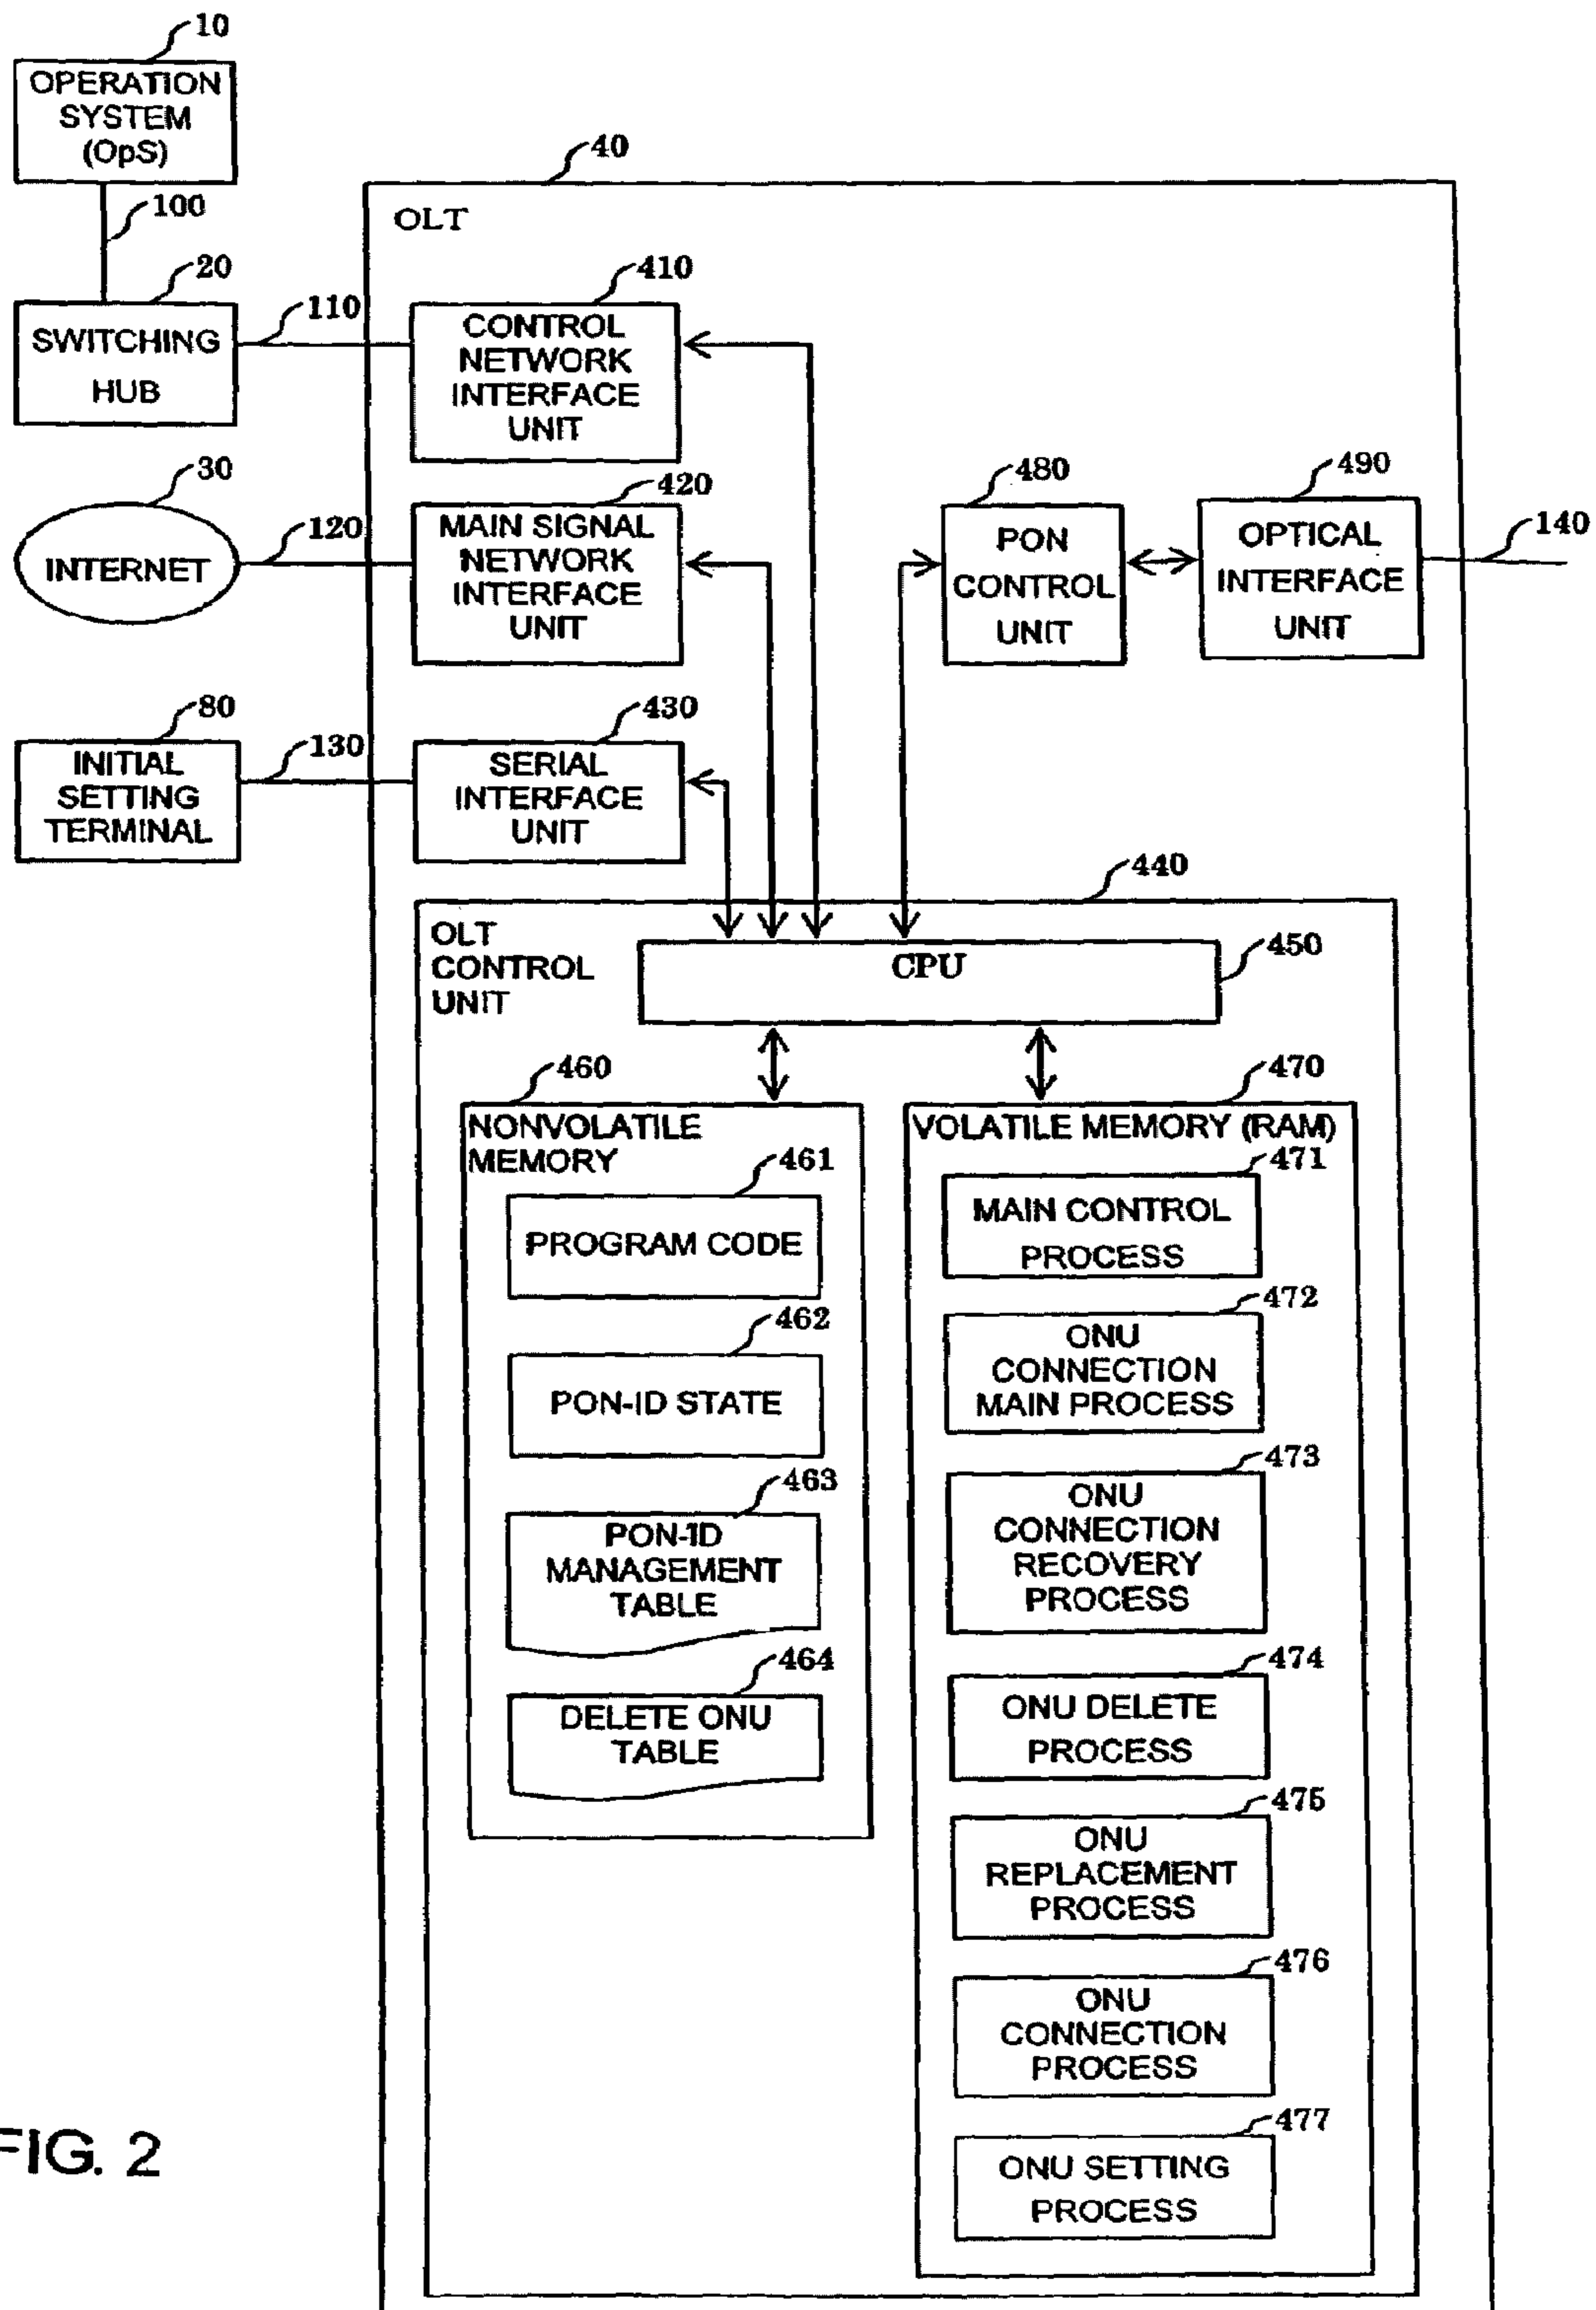 10
OPERATION
SYSTEM
(OpS)
100
20
SWITCHING
HUB
110
30
INTERNET
120
80
INITIAL
SETTING
TERMINAL
130
40
OLT
410
CONTROL
NETWORK
INTERFACE
UNIT
420
MAIN SIGNAL
NETWORK
INTERFACE
UNIT
430
SERIAL
INTERFACE
UNIT
480
PON
CONTROL
UNIT
490
OPTICAL
INTERFACE
UNIT
140
440
OLT
CONTROL
UNIT
CPU
450
460
NONVOLATILE
MEMORY
461
PROGRAM CODE
462
PON-ID STATE
463
PON-ID
MANAGEMENT
TABLE
464
DELETE ONU
TABLE
470
VOLATILE MEMORY (RAM)
471
MAIN CONTROL
PROCESS
472
ONU
CONNECTION
MAIN PROCESS
473
ONU
CONNECTION
RECOVERY
PROCESS
474
ONU DELETE
PROCESS
475
ONU
REPLACEMENT
PROCESS
476
ONU
CONNECTION
PROCESS
477
ONU SETTING
PROCESS
FIG. 2